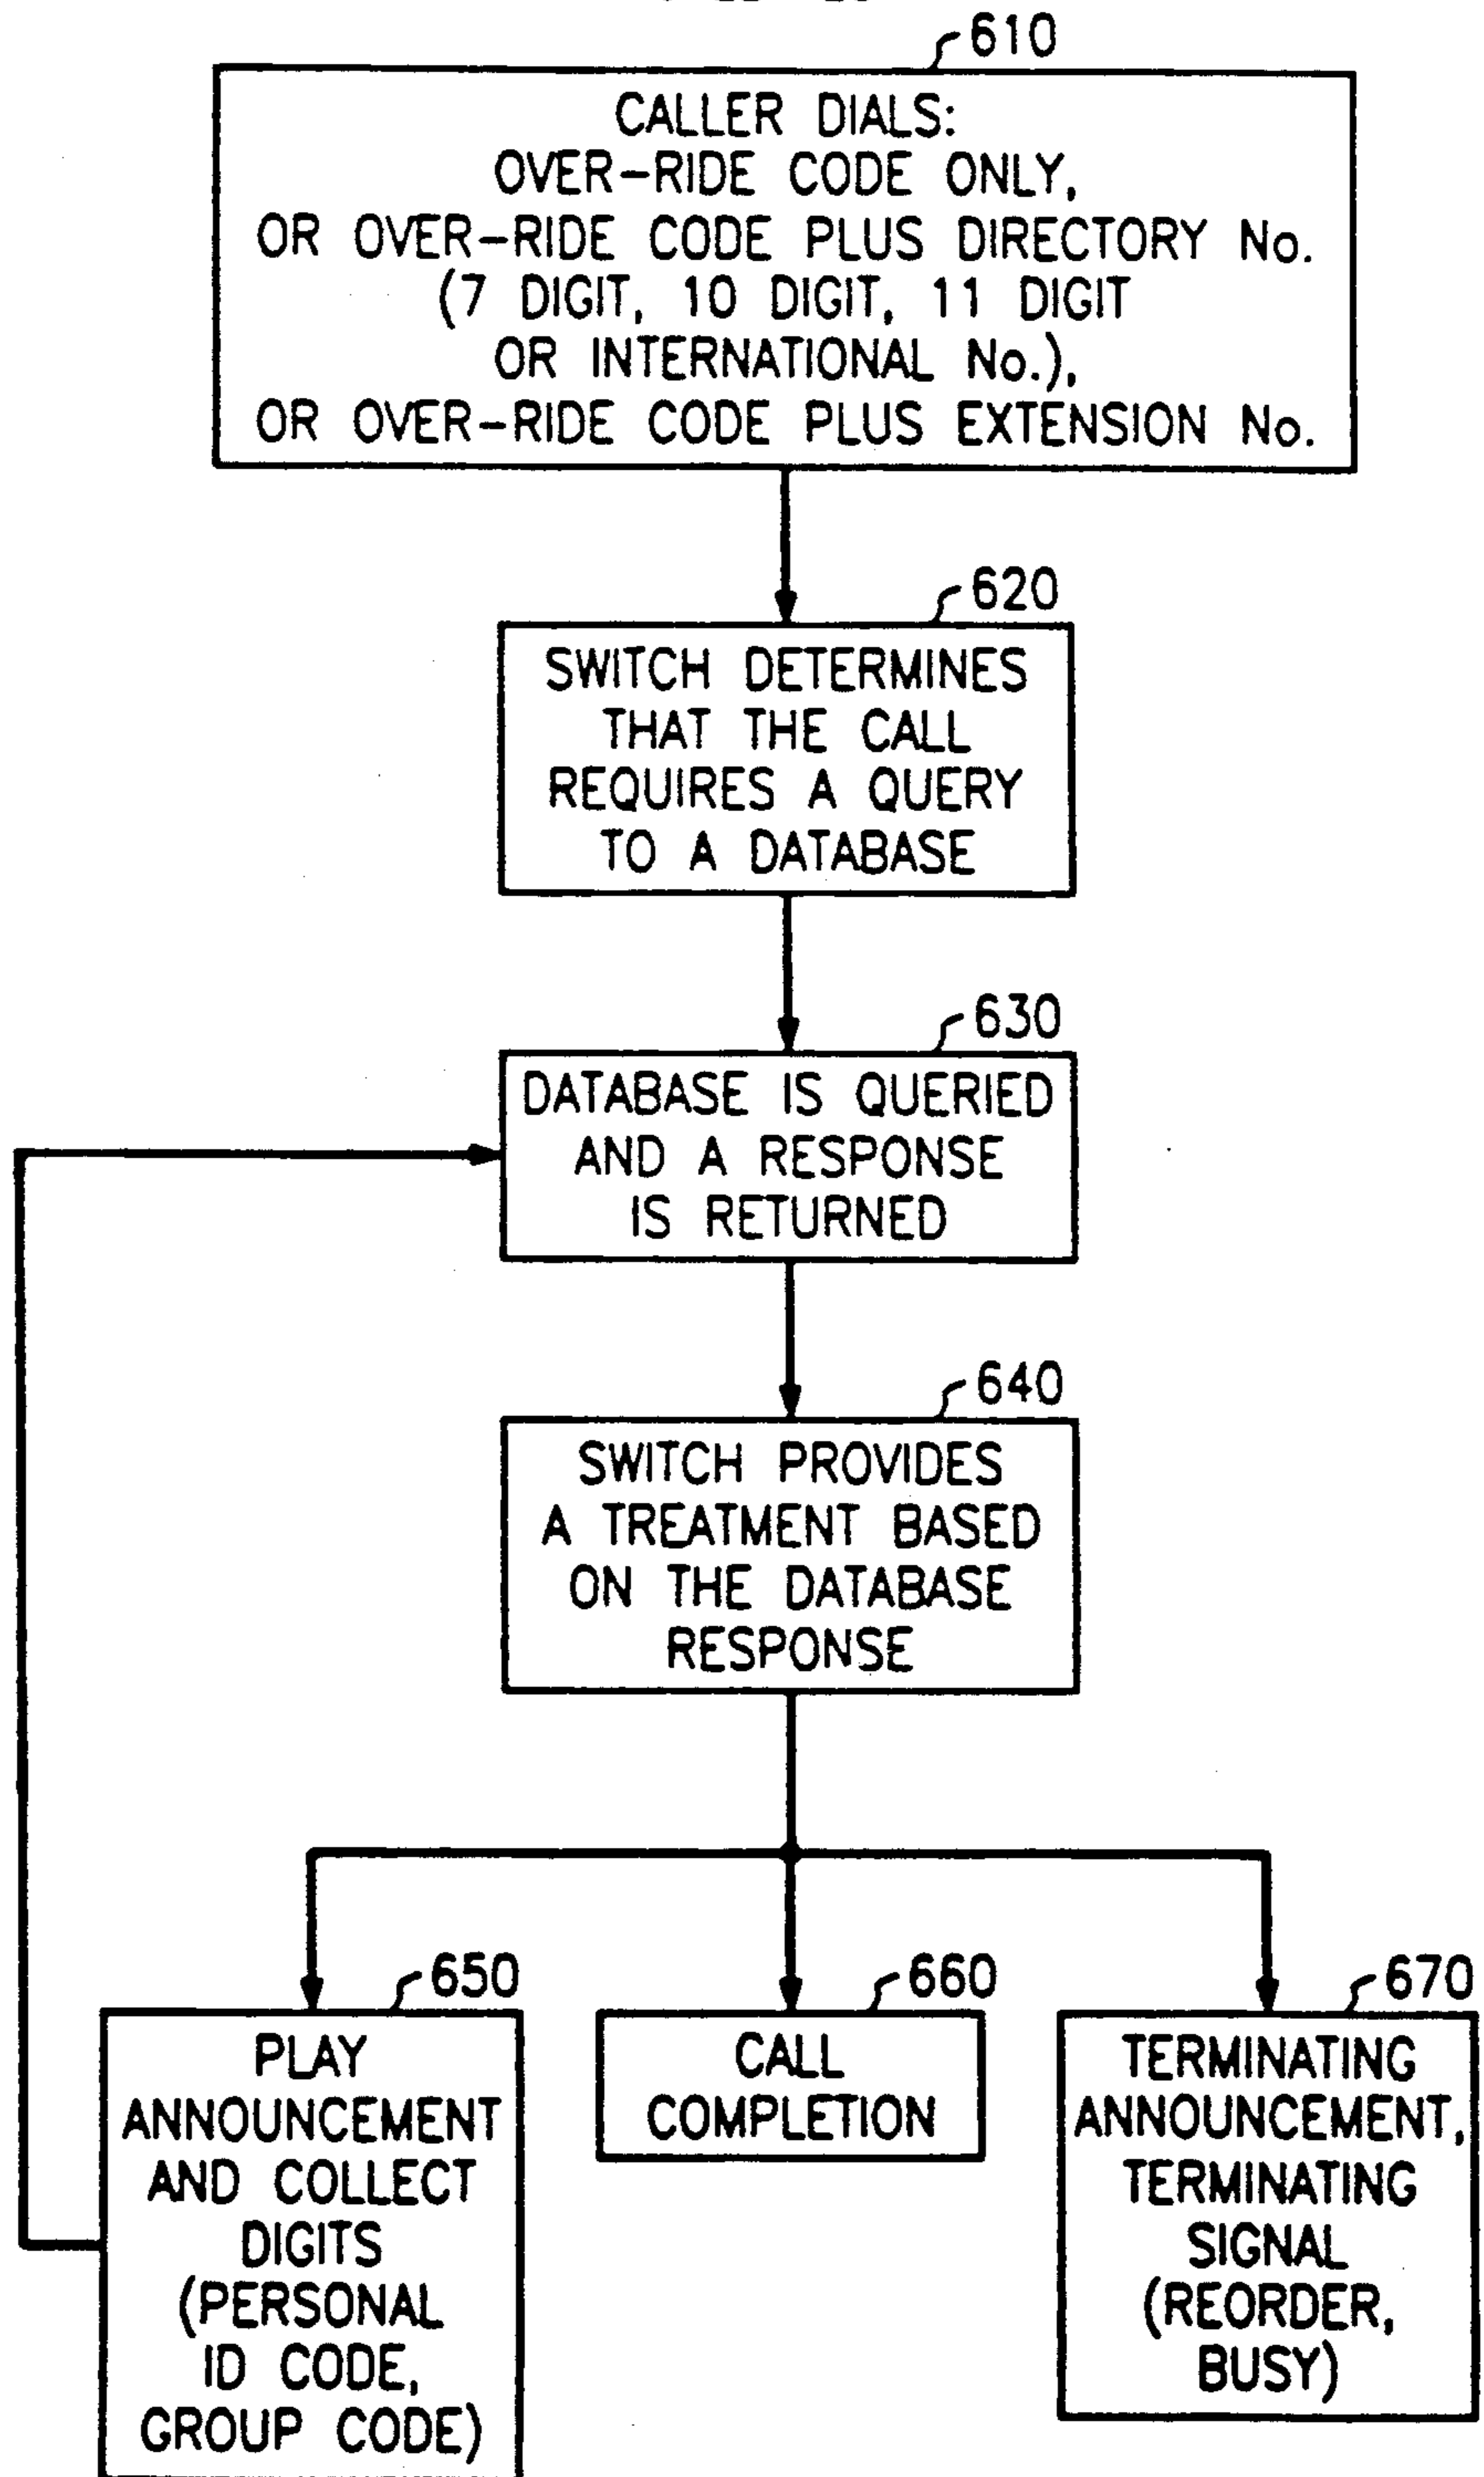 610
CALLER DIALS:
OVER-RIDE CODE ONLY,
OR OVER-RIDE CODE PLUS DIRECTORY No.
(7 DIGIT, 10 DIGIT, 11 DIGIT
OR INTERNATIONAL No.),
OR OVER-RIDE CODE PLUS EXTENSION No.
620
SWITCH DETERMINES
THAT THE CALL
REQUIRES A QUERY
TO A DATABASE
630
DATABASE IS QUERIED
AND A RESPONSE
IS RETURNED
640
SWITCH PROVIDES
A TREATMENT BASED
ON THE DATABASE
RESPONSE
650
PLAY
ANNOUNCEMENT
AND COLLECT
DIGITS
(PERSONAL
ID CODE,
GROUP CODE)
660
CALL
COMPLETION
670
TERMINATING
ANNOUNCEMENT,
TERMINATING
SIGNAL
(REORDER,
BUSY)